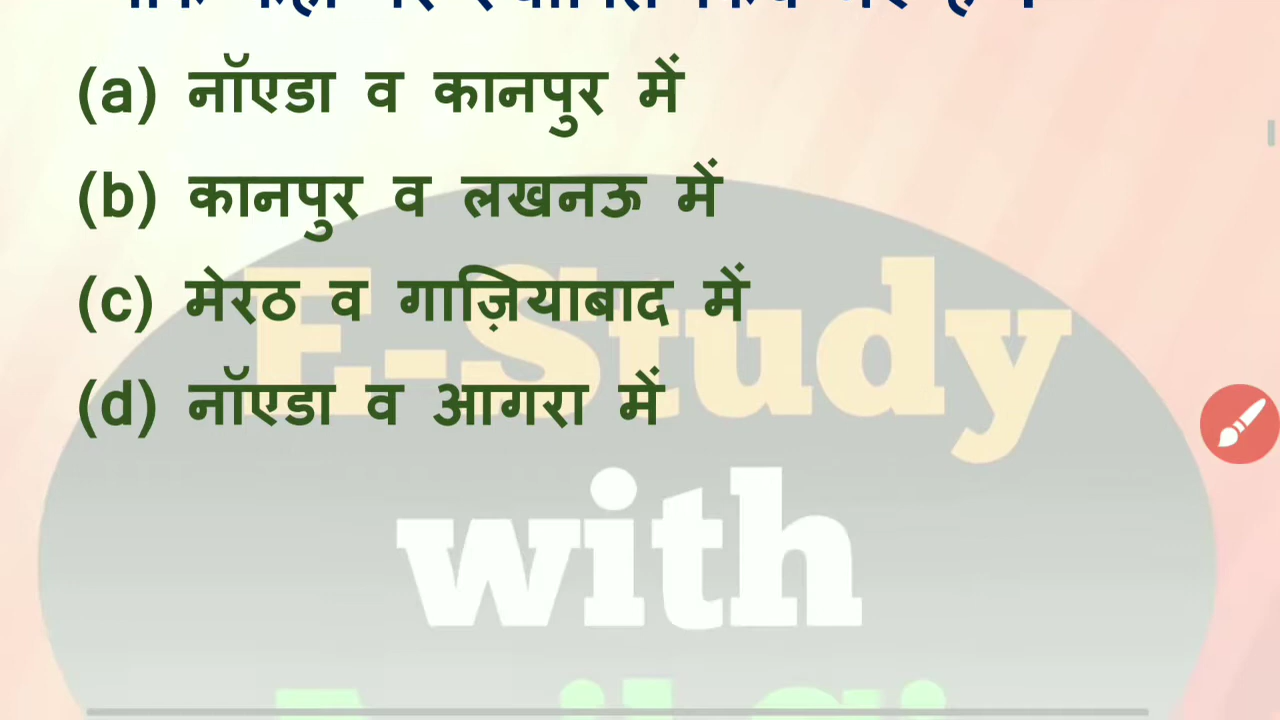 (a) नॉएडा व कानपुर में
(b) कानपुर व लखनऊ में
(c) मेरठ व गाज़ियाबाद में
(d) नॉएडा व आगरा में
E-Study
with